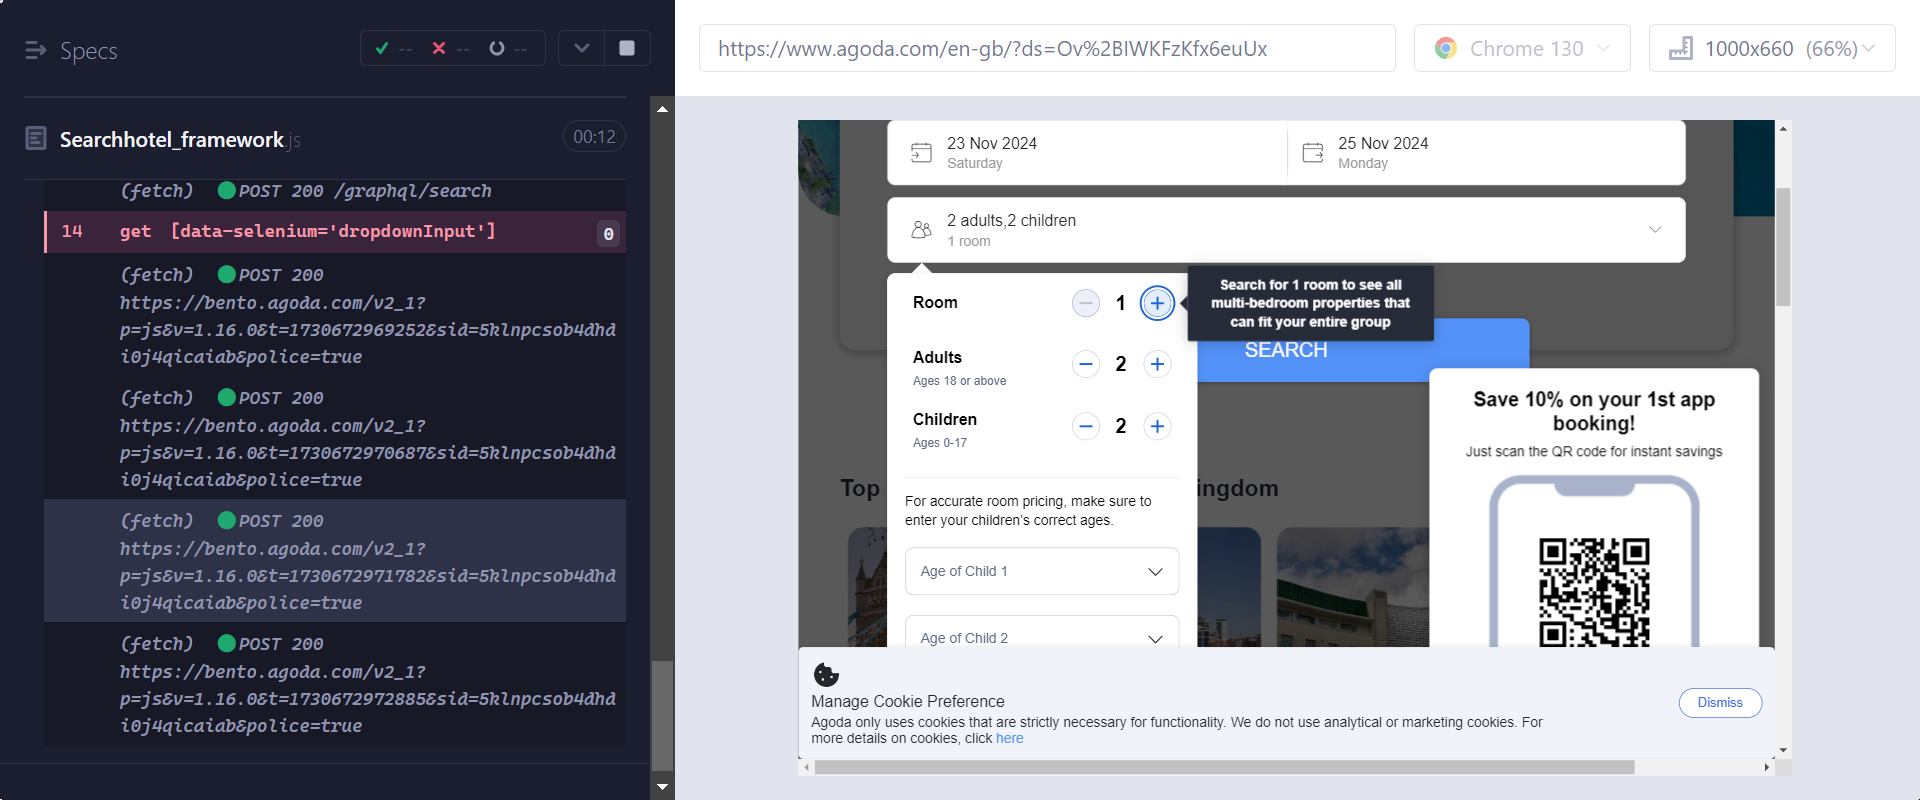 Specs
-- -- --
https://www.agoda.com/en-gb/?ds=Ov%2BIWKFzKfx6euUx
Chrome 130
1000x660 (66%)
Searchhotel_framework.js
00:12
(fetch) POST 200 /graphql/search
14 get [data-selenium='dropdownInput'] 0
(fetch) POST 200
https://bento.agoda.com/v2_1?
p=js&v=1.16.0&t=1730672969252&sid=5klnpcsob4dhd
i0j4qicaiab&police=true
(fetch) POST 200
https://bento.agoda.com/v2_1?
p=js&v=1.16.0&t=1730672970687&sid=5klnpcsob4dhd
i0j4qicaiab&police=true
(fetch) POST 200
https://bento.agoda.com/v2_1?
p=js&v=1.16.0&t=1730672971782&sid=5klnpcsob4dhd
i0j4qicaiab&police=true
(fetch) POST 200
https://bento.agoda.com/v2_1?
p=js&v=1.16.0&t=1730672972885&sid=5klnpcsob4dhd
i0j4qicaiab&police=true
23 Nov 2024
Saturday
25 Nov 2024
Monday
2 adults,2 children
1 room
Room
1
Search for 1 room to see all
multi-bedroom properties that
can fit your entire group
SEARCH
Adults
Ages 18 or above
2
Children
Ages 0-17
2
For accurate room pricing, make sure to
enter your children's correct ages.
Age of Child 1
Age of Child 2
Top
ingdom
Save 10% on your 1st app
booking!
Just scan the QR code for instant savings
Manage Cookie Preference
Agoda only uses cookies that are strictly necessary for functionality. We do not use analytical or marketing cookies. For
more details on cookies, click here
Dismiss